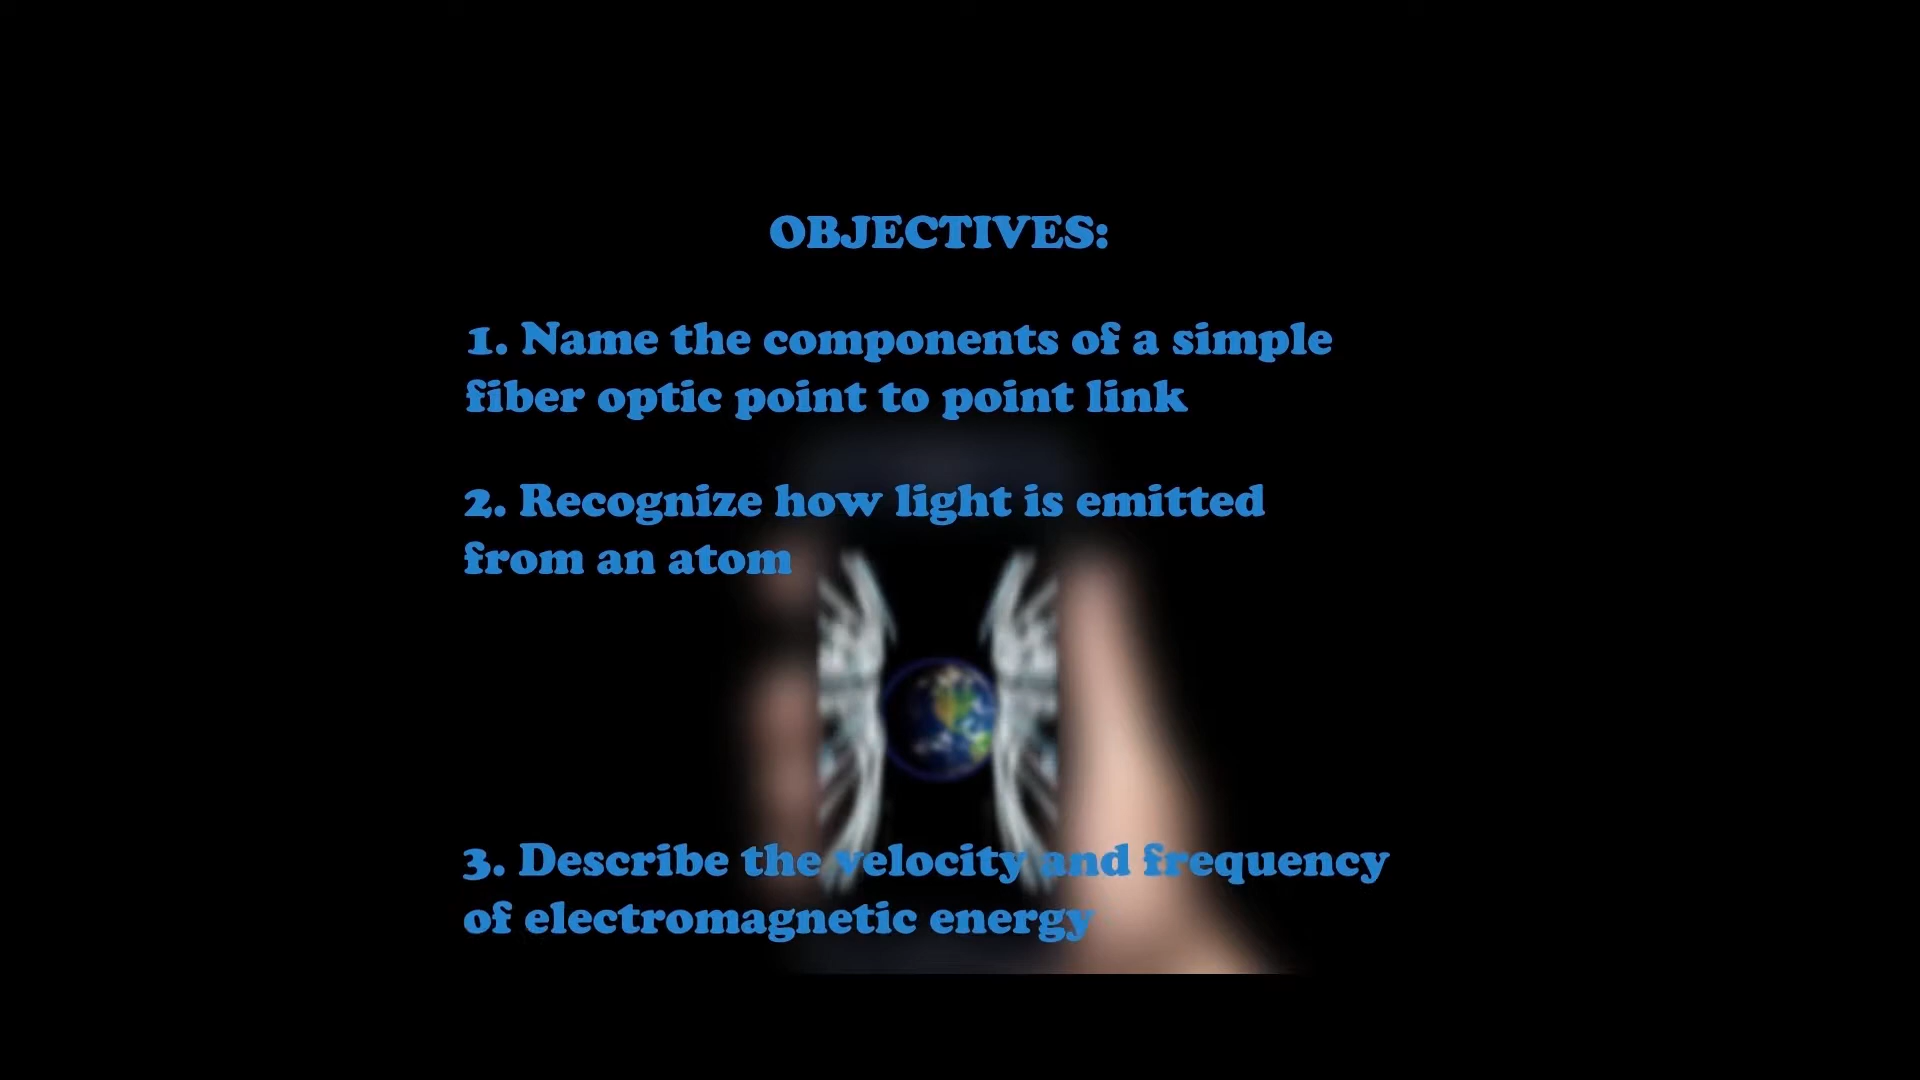 OBJECTIVES:
1. Name the components of a simple
fiber optic point to point link
2. Recognize how light is emitted
from an atom
3. Describe the velocity and frequency
of electromagnetic energy